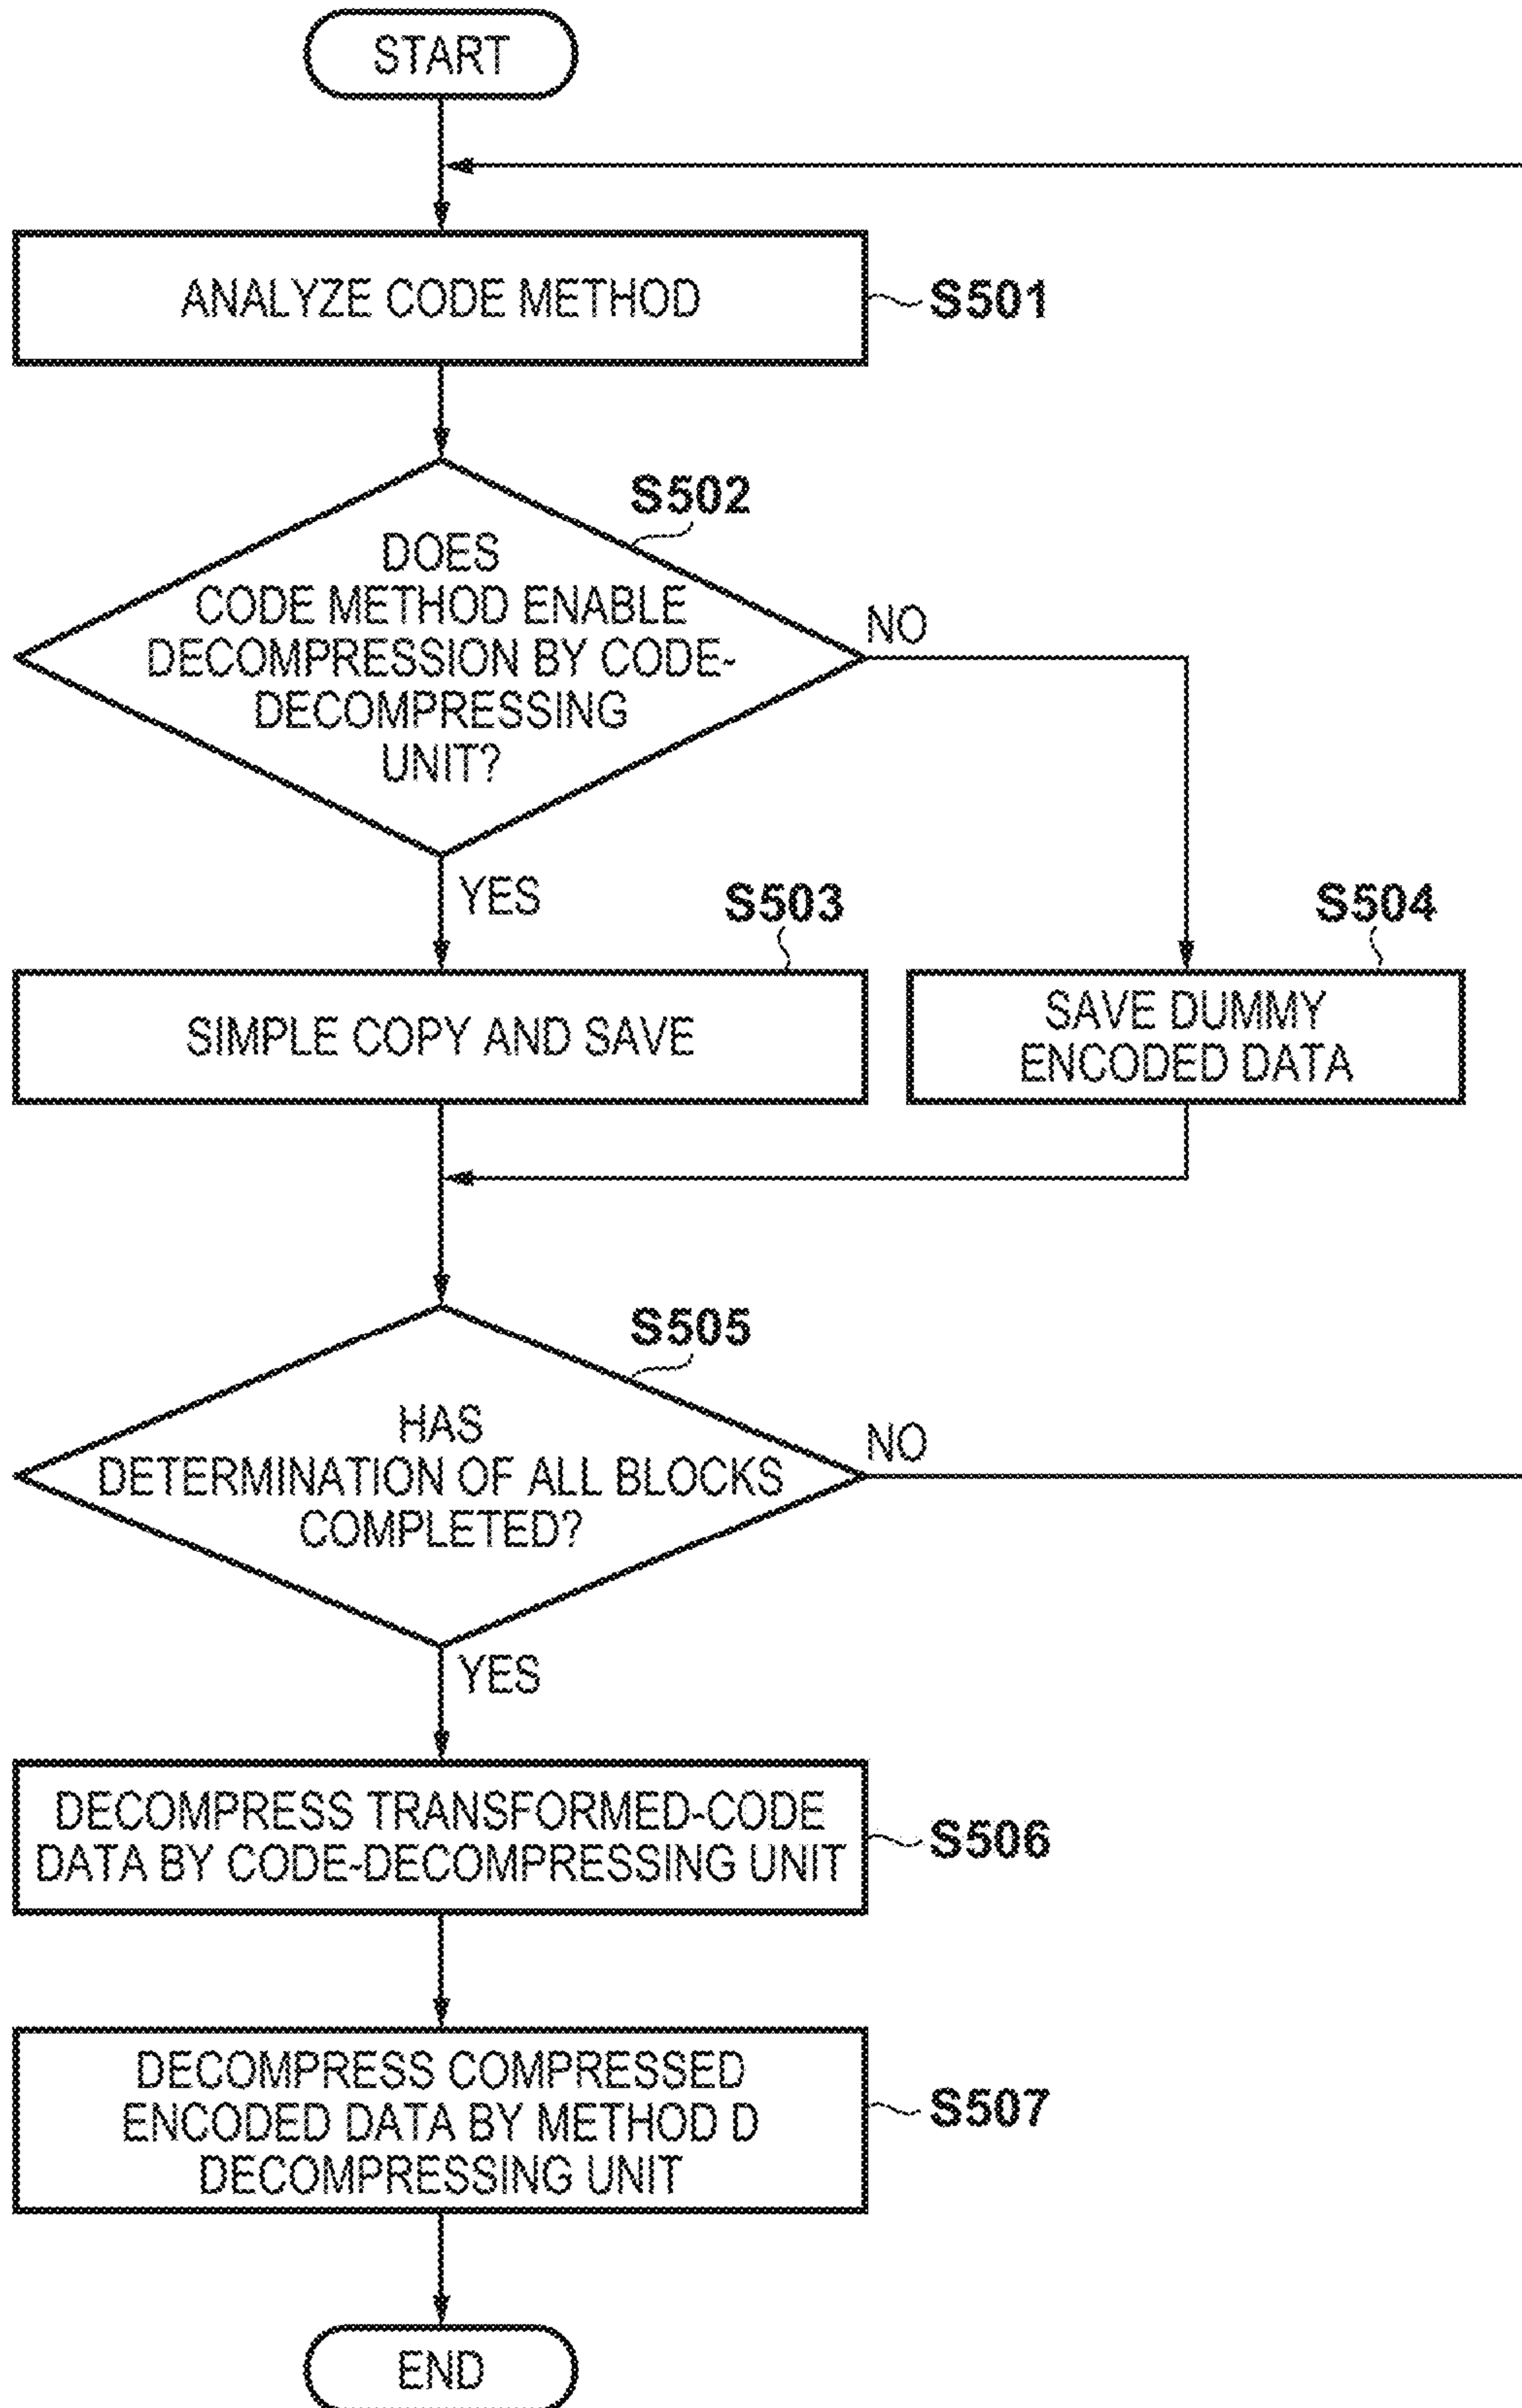 START
ANALYZE CODE METHOD
S501
S502
DOES
CODE METHOD ENABLE
DECOMPRESSION BY CODE-
DECOMPRESSING
UNIT?
NO
YES
S503
S504
SIMPLE COPY AND SAVE
SAVE DUMMY
ENCODED DATA
S505
HAS
DETERMINATION OF ALL BLOCKS
COMPLETED?
NO
YES
DECOMPRESS TRANSFORMED-CODE
DATA BY CODE-DECOMPRESSING UNIT
S506
DECOMPRESS COMPRESSED
ENCODED DATA BY METHOD D
DECOMPRESSING UNIT
S507
END